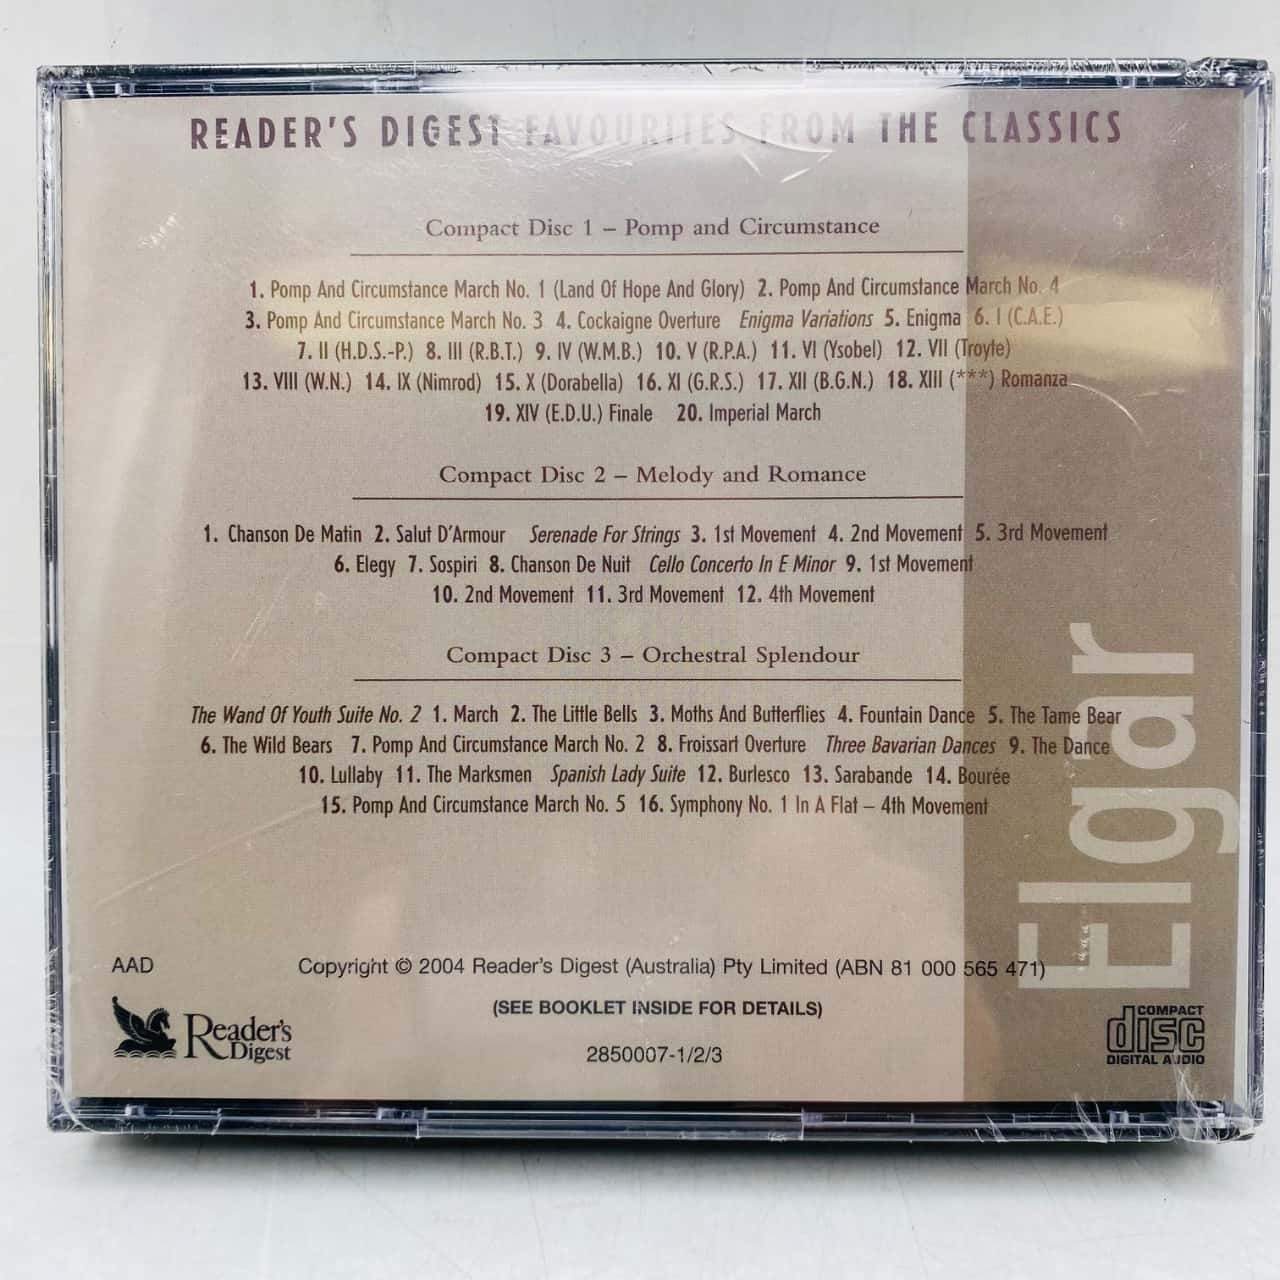 READER'S DIGEST FAVOURITES FROM THE CLASSICS
Compact Disc 1 – Pomp and Circumstance
1. Pomp And Circumstance March No. 1 (Land Of Hope And Glory) 2. Pomp And Circumstance March No. 4
3. Pomp And Circumstance March No. 3 4. Cockaigne Overture Enigma Variations 5. Enigma 6. I (C.A.E.)
7. II (H.D.S.-P.) 8. III (R.B.T.) 9. IV (W.M.B.) 10. V (R.P.A.) 11. VI (Ysobel) 12. VII (Troyte)
13. VIII (W.N.) 14. IX (Nimrod) 15. X (Dorabella) 16. XI (G.R.S.) 17. XII (B.G.N.) 18. XIII (***) Romanza
19. XIV (E.D.U.) Finale 20. Imperial March
Compact Disc 2 – Melody and Romance
1. Chanson De Matin 2. Salut D'Armour Serenade For Strings 3. 1st Movement 4. 2nd Movement 5. 3rd Movement
6. Elegy 7. Sospiri 8. Chanson De Nuit Cello Concerto In E Minor 9. 1st Movement
10. 2nd Movement 11. 3rd Movement 12. 4th Movement
Compact Disc 3 – Orchestral Splendour
The Wand Of Youth Suite No. 2 1. March 2. The Little Bells 3. Moths And Butterflies 4. Fountain Dance 5. The Tame Bear
6. The Wild Bears 7. Pomp And Circumstance March No. 2 8. Froissart Overture Three Bavarian Dances 9. The Dance
10. Lullaby 11. The Marksmen Spanish Lady Suite 12. Burlesco 13. Sarabande 14. Bourée
15. Pomp And Circumstance March No. 5 16. Symphony No. 1 In A Flat – 4th Movement
Elgar
AAD
Copyright © 2004 Reader's Digest (Australia) Pty Limited (ABN 81 000 565 471)
(SEE BOOKLET INSIDE FOR DETAILS)
2850007-1/2/3
Reader's
Digest
COMPACT
disc
DIGITAL AUDIO